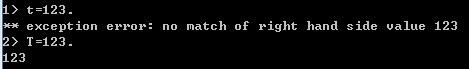 1> t=123.
** exception error: no match of right hand side value 123
2> T=123.
123